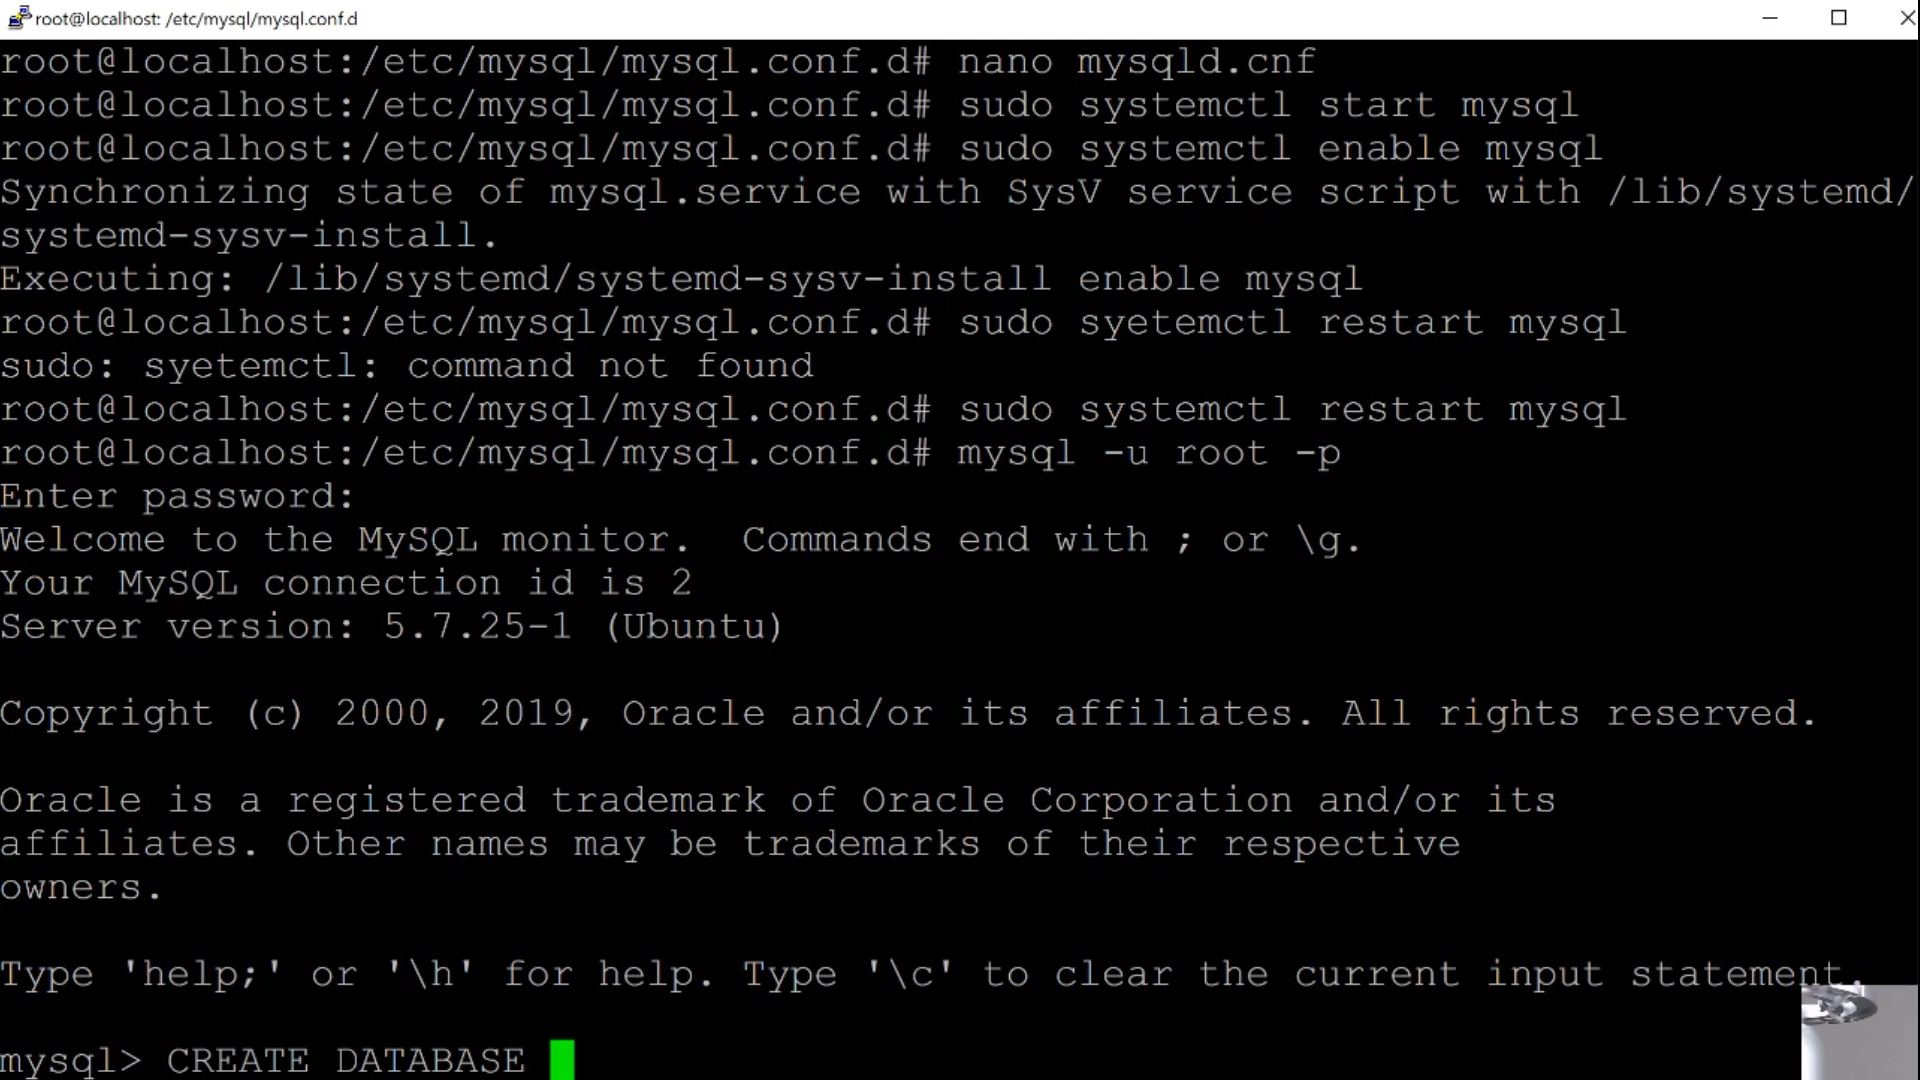 root@localhost: /etc/mysql/mysql.conf.d
root@localhost:/etc/mysql/mysql.conf.d# nano mysqld.cnf
root@localhost:/etc/mysql/mysql.conf.d# sudo systemctl start mysql
root@localhost:/etc/mysql/mysql.conf.d# sudo systemctl enable mysql
Synchronizing state of mysql.service with SysV service script with /lib/systemd/
systemd-sysv-install.
Executing: /lib/systemd/systemd-sysv-install enable mysql
root@localhost:/etc/mysql/mysql.conf.d# sudo syetemctl restart mysql
sudo: syetemctl: command not found
root@localhost:/etc/mysql/mysql.conf.d# sudo systemctl restart mysql
root@localhost:/etc/mysql/mysql.conf.d# mysql -u root -p
Enter password:
Welcome to the MySQL monitor.  Commands end with ; or \g.
Your MySQL connection id is 2
Server version: 5.7.25-1 (Ubuntu)
Copyright (c) 2000, 2019, Oracle and/or its affiliates. All rights reserved.
Oracle is a registered trademark of Oracle Corporation and/or its
affiliates. Other names may be trademarks of their respective
owners.
Type 'help;' or '\h' for help. Type '\c' to clear the current input statement.
mysql> CREATE DATABASE